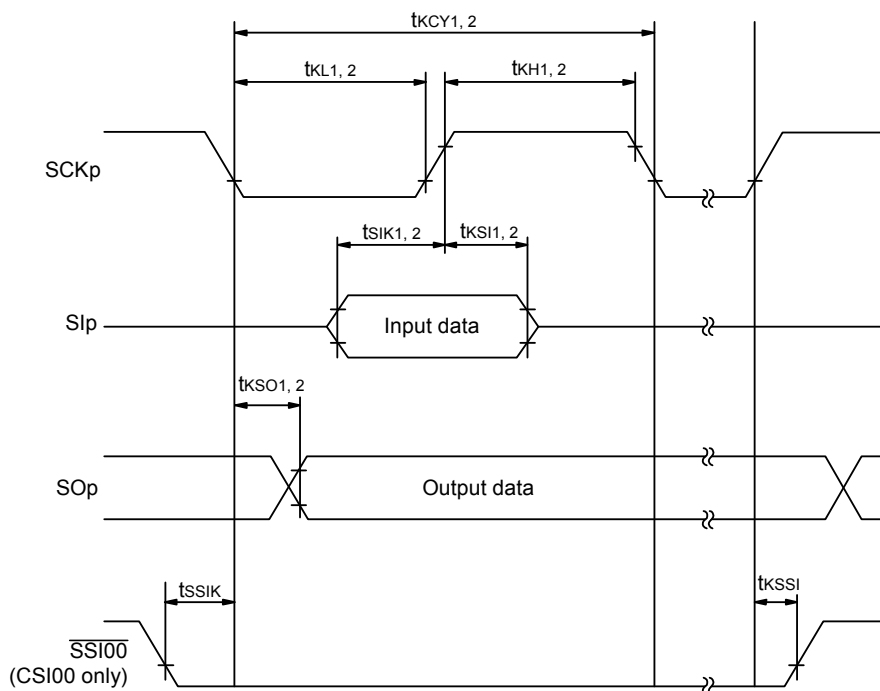 tKCY1, 2
tKL1, 2
tKH1, 2
SCKp
tSIK1, 2
tKSI1, 2
SIp
Input data
tKSO1, 2
SOp
Output data
tSSIK
tKSSI
SSI00
(CSI00 only)